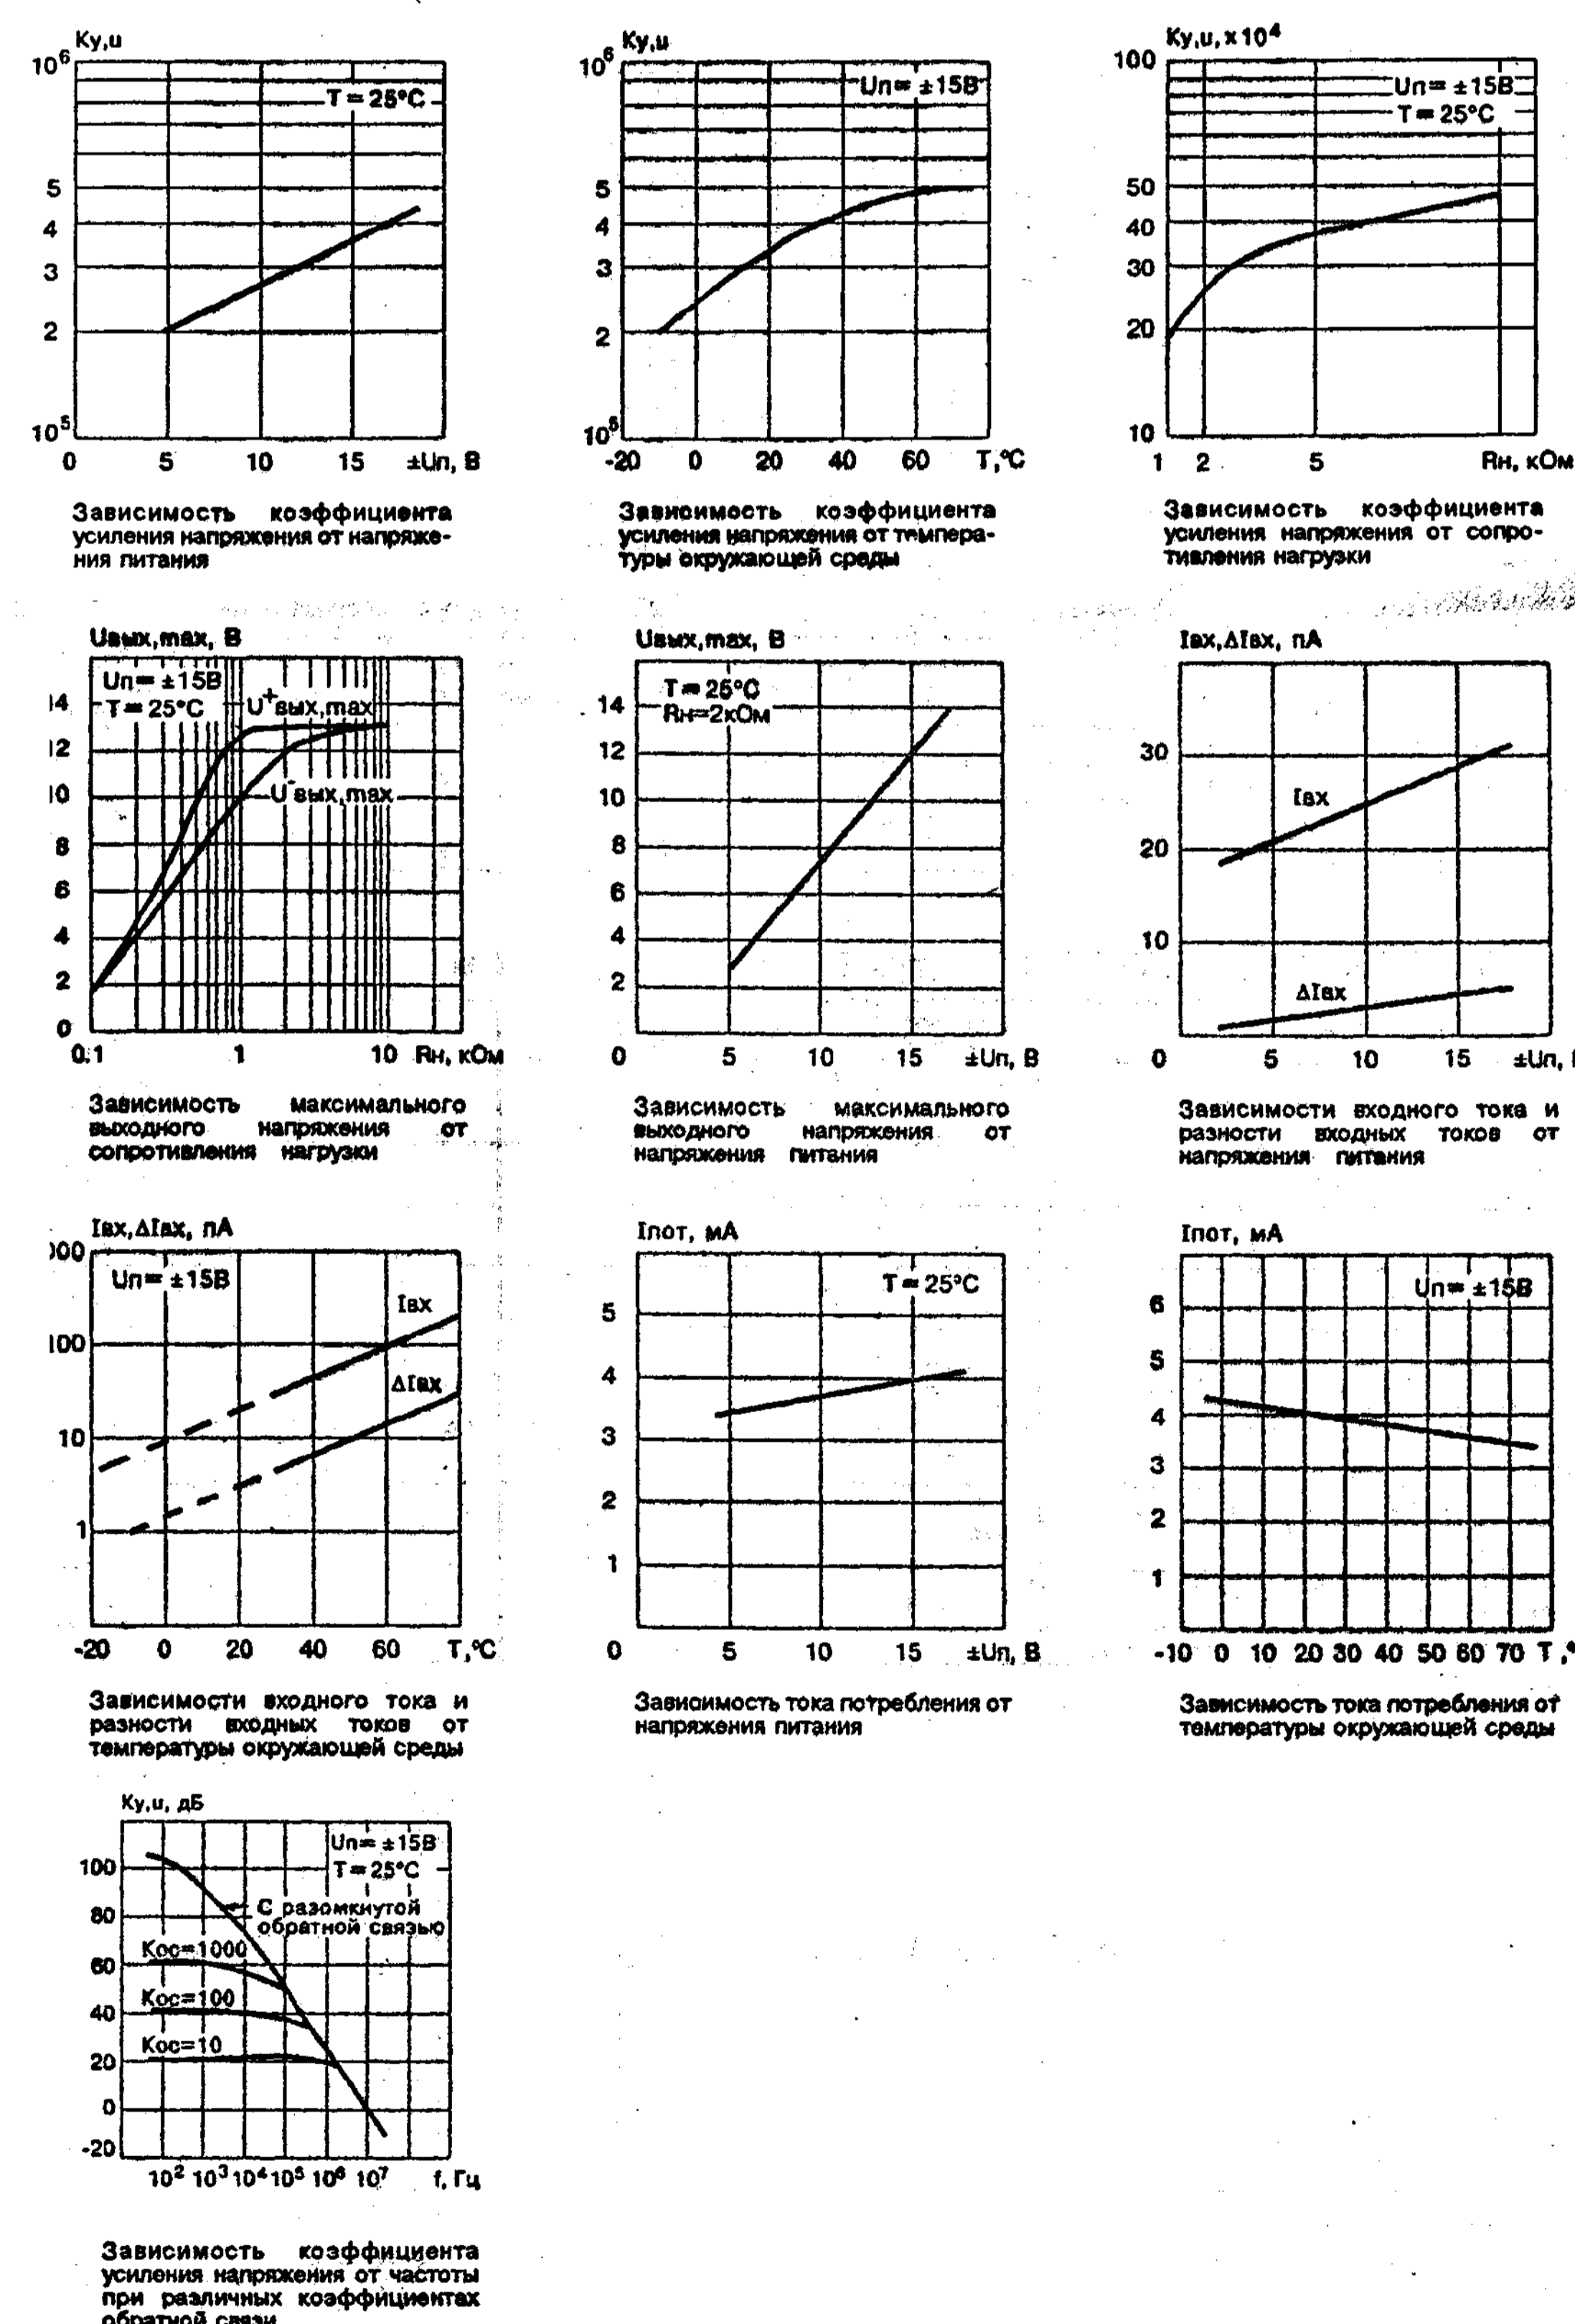 Ку,u
10⁶
T = 25°C
5
4
3
2
10⁵
0 5 10 15 ±Uп, В
Зависимость коэффициента
усиления напряжения от напряже-
ния питания
Ку,u
10⁶
Uп= ±15В
5
4
3
2
10⁵
-20 0 20 40 60 T,°C
Зависимость коэффициента
усиления напряжения от темпера-
туры окружающей среды
Ку,u, x10⁴
100
Uп= ±15В
T = 25°C
50
40
30
20
10
1 2 5 Rн, кОм
Зависимость коэффициента
усиления напряжения от сопро-
тивления нагрузки
Uвых,max, В
Uп= ±15В
T = 25°C
U⁺вых,max
U⁻вых,max
14
12
10
8
6
4
2
0
0.1 1 10 Rн, кОм
Зависимость максимального
выходного напряжения от
сопротивления нагрузки
Uвых,max, В
T = 25°C
Rн=2кОм
14
12
10
8
6
4
2
0 5 10 15 ±Uп, В
Зависимость максимального
выходного напряжения от
напряжения питания
Iвх,ΔIвх, пА
30
Iвх
20
10
ΔIвх
0 5 10 15 ±Uп,
Зависимости входного тока и
разности входных токов от
напряжения питания
Iвх,ΔIвх, пА
000
Uп= ±15В
Iвх
100
ΔIвх
10
1
-20 0 20 40 60 T,°C
Зависимости входного тока и
разности входных токов от
температуры окружающей среды
Iпот, мА
T = 25°C
5
4
3
2
1
0 5 10 15 ±Uп, В
Зависимость тока потребления от
напряжения питания
Iпот, мА
Uп= ±15В
6
5
4
3
2
1
-10 0 10 20 30 40 50 60 70 T,°
Зависимость тока потребления от
температуры окружающей среды
Ку,u, дБ
Uп= ±15В
T = 25°C
100
С разомкнутой
обратной связью
80
Кос=1000
60
Кос=100
40
Кос=10
20
0
-20
10² 10³ 10⁴ 10⁵ 10⁶ 10⁷ f, Гц
Зависимость коэффициента
усиления напряжения от частоты
при различных коэффициентах
обратной связи